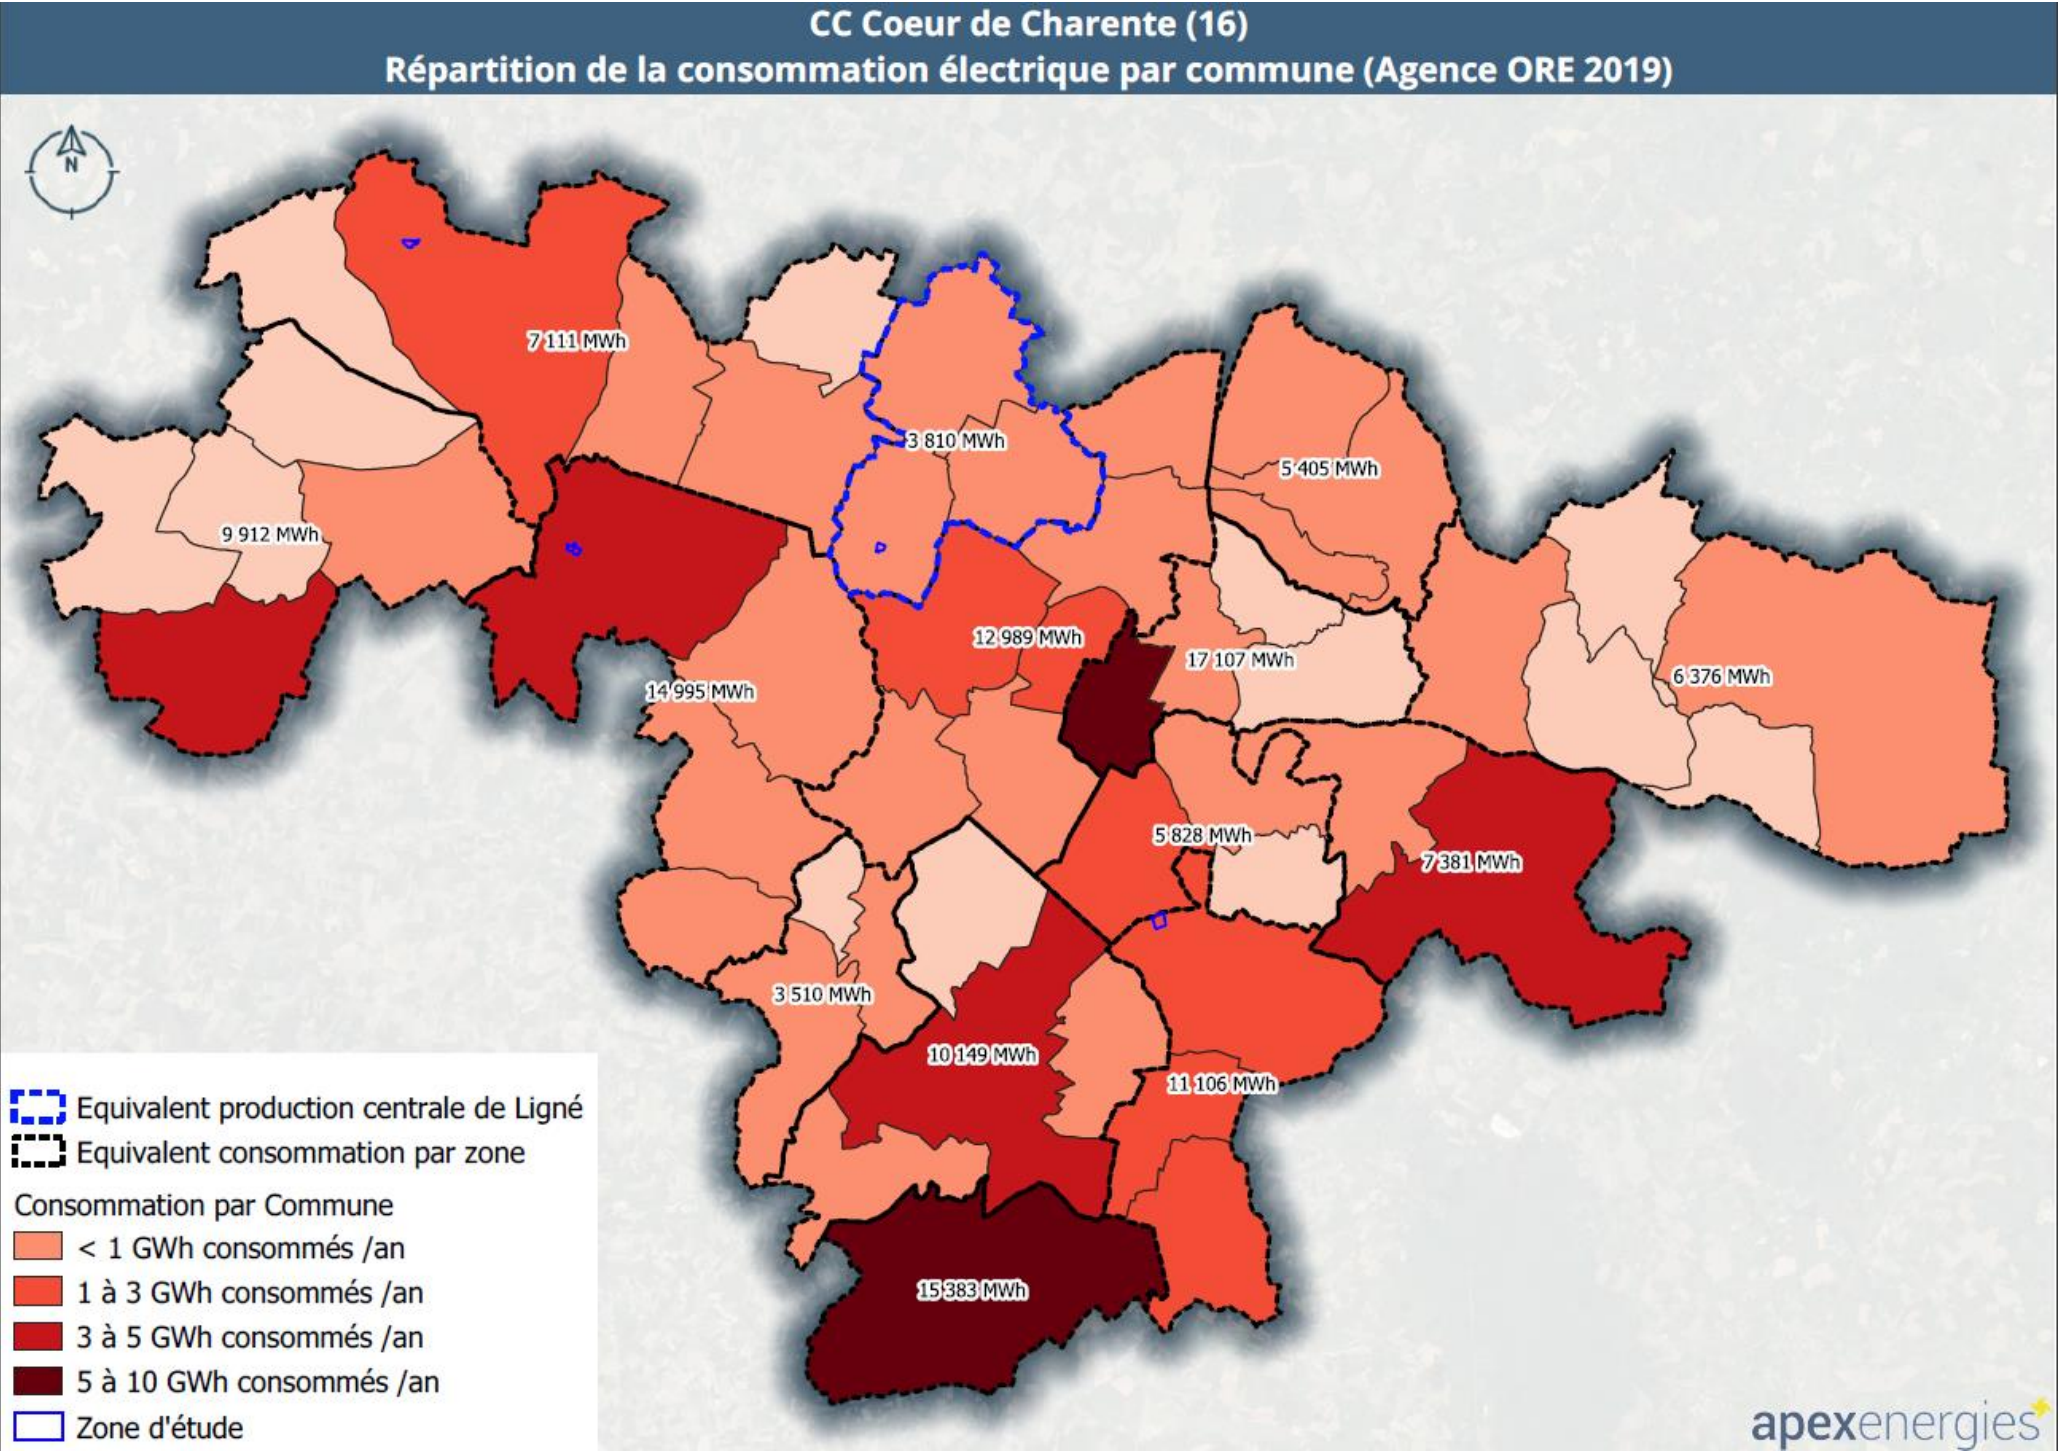 CC Coeur de Charente (16)
Répartition de la consommation électrique par commune (Agence ORE 2019)
N
7 111 MWh
3 810 MWh
5 405 MWh
9 912 MWh
12 989 MWh
17 107 MWh
6 376 MWh
14 995 MWh
5 828 MWh
7 381 MWh
3 510 MWh
10 149 MWh
11 106 MWh
15 383 MWh
Equivalent production centrale de Ligné
Equivalent consommation par zone
Consommation par Commune
< 1 GWh consommés /an
1 à 3 GWh consommés /an
3 à 5 GWh consommés /an
5 à 10 GWh consommés /an
Zone d'étude
apexenergies